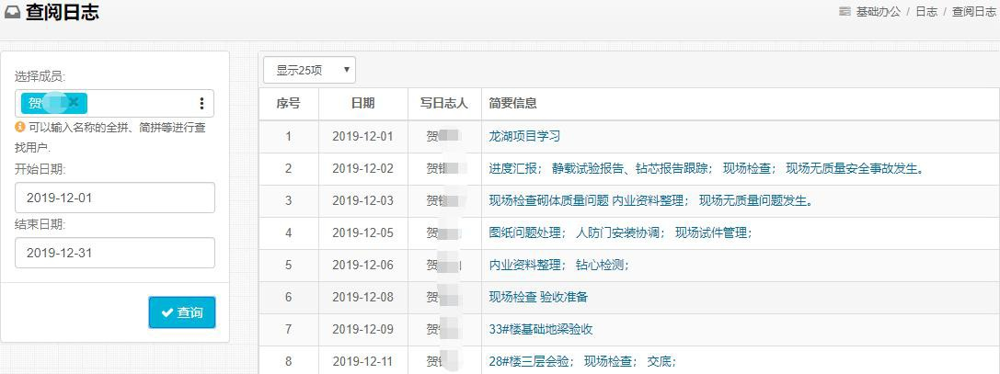 查阅日志
基础办公 / 日志 / 查阅日志
选择成员:
贺
可以输入名称的全拼、简拼等进行查
找用户.
开始日期:
2019-12-01
结束日期:
2019-12-31
查询
显示25项
序号 日期 写日志人 简要信息
1 2019-12-01 贺 龙湖项目学习
2 2019-12-02 贺 进度汇报； 静载试验报告、钻芯报告跟踪； 现场检查； 现场无质量安全事故发生。
3 2019-12-03 贺 现场检查砌体质量问题 内业资料整理； 现场无质量问题发生。
4 2019-12-05 贺 图纸问题处理； 人防门安装协调； 现场试件管理；
5 2019-12-06 贺 内业资料整理； 钻心检测；
6 2019-12-08 贺 现场检查 验收准备
7 2019-12-09 贺 33#楼基础地梁验收
8 2019-12-11 贺 28#楼三层会验； 现场检查； 交底；